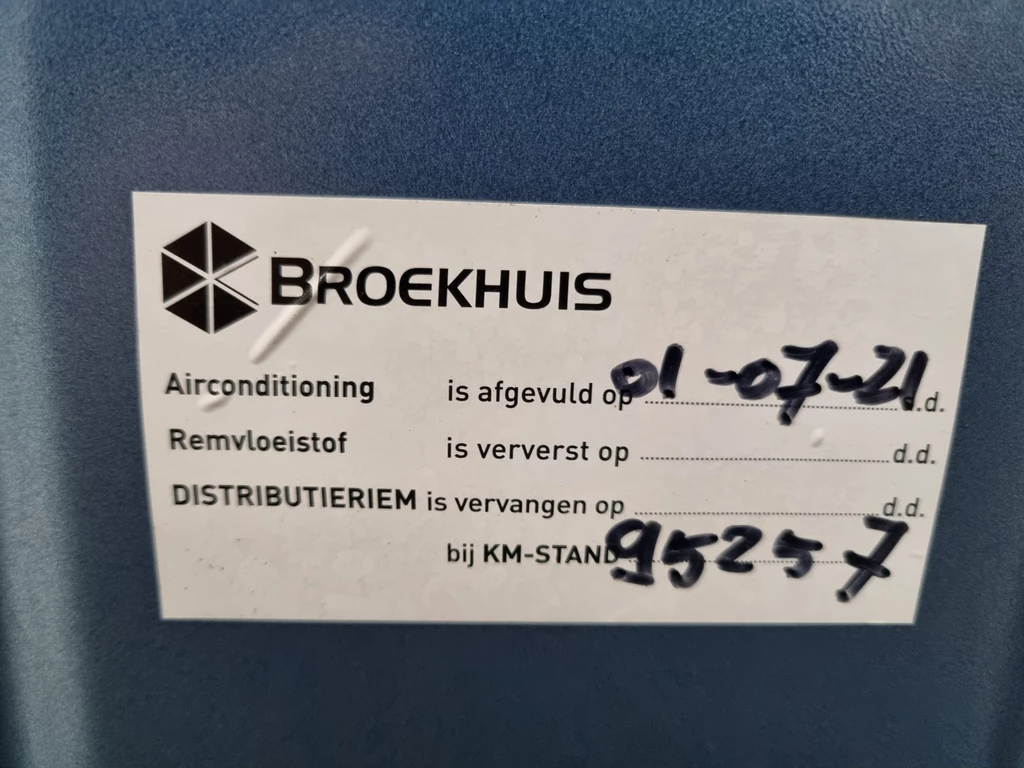 BROEKHUIS
Airconditioning is afgevuld op 01-07-21 d.d.
Remvloeistof is ververst op d.d.
DISTRIBUTIERIEM is vervangen op d.d.
bij KM-STAND 95257